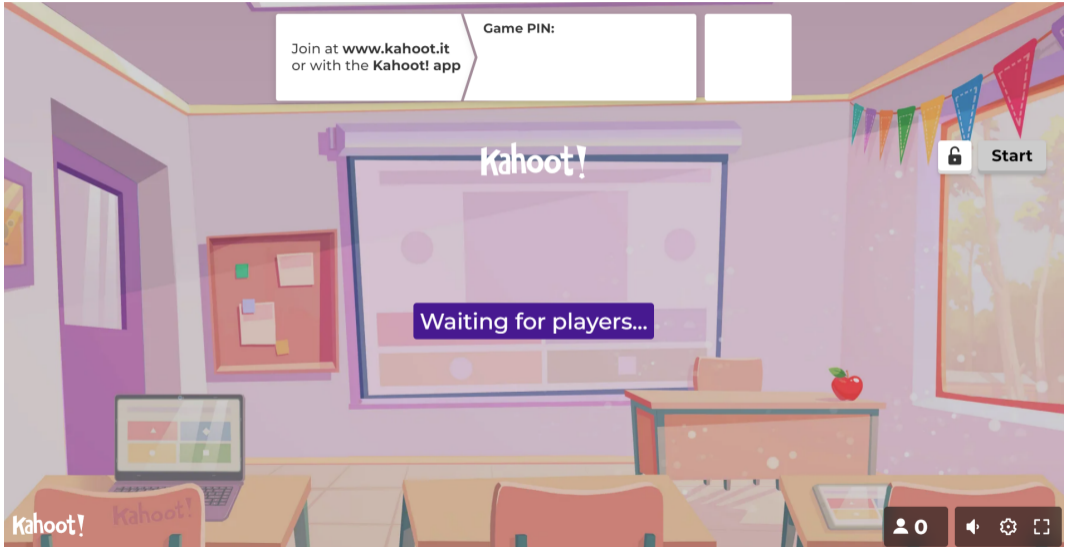 Join at www.kahoot.it
or with the Kahoot! app
Game PIN:
Kahoot!
Start
Waiting for players...
Kahoot!
Kahoot!
0